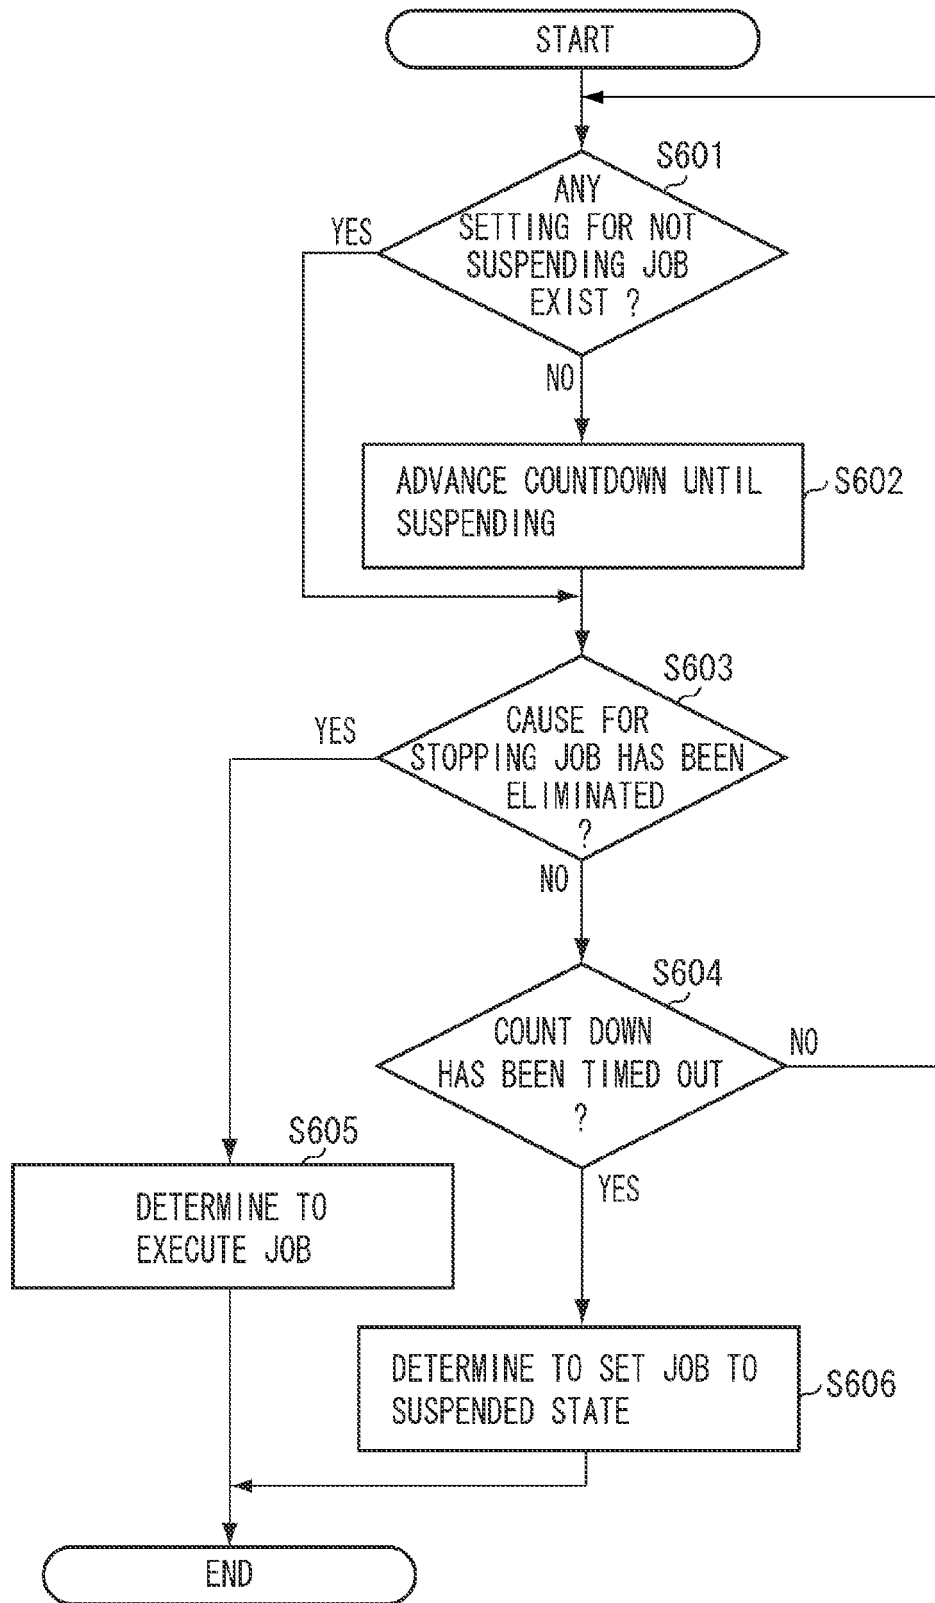 START
S601
ANY
SETTING FOR NOT
SUSPENDING JOB
EXIST ?
YES
NO
ADVANCE COUNTDOWN UNTIL
SUSPENDING
S602
S603
CAUSE FOR
STOPPING JOB HAS BEEN
ELIMINATED
?
YES
NO
S604
COUNT DOWN
HAS BEEN TIMED OUT
?
NO
YES
S605
DETERMINE TO
EXECUTE JOB
DETERMINE TO SET JOB TO
SUSPENDED STATE
S606
END